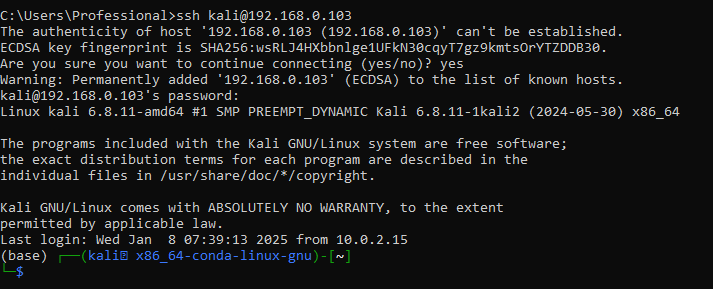 C:\Users\Professional>ssh kali@192.168.0.103
The authenticity of host '192.168.0.103 (192.168.0.103)' can't be established.
ECDSA key fingerprint is SHA256:wsRLJ4HXbbnlge1UFkN30cqyT7gz9kmtsOrYTZDDB30.
Are you sure you want to continue connecting (yes/no)? yes
Warning: Permanently added '192.168.0.103' (ECDSA) to the list of known hosts.
kali@192.168.0.103's password:
Linux kali 6.8.11-amd64 #1 SMP PREEMPT_DYNAMIC Kali 6.8.11-1kali2 (2024-05-30) x86_64

The programs included with the Kali GNU/Linux system are free software;
the exact distribution terms for each program are described in the
individual files in /usr/share/doc/*/copyright.

Kali GNU/Linux comes with ABSOLUTELY NO WARRANTY, to the extent
permitted by applicable law.
Last login: Wed Jan  8 07:39:13 2025 from 10.0.2.15
(base) ┌──(kali㉿ x86_64-conda-linux-gnu)-[~]
└─$